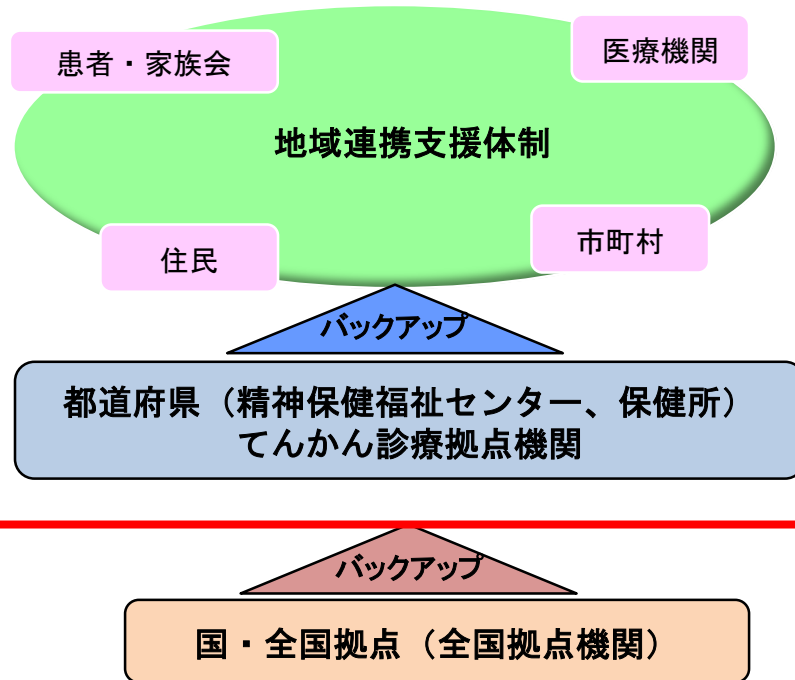 患者・家族会
医療機関
地域連携支援体制
住民
市町村
バックアップ
都道府県（精神保健福祉センター、保健所）
てんかん診療拠点機関
バックアップ
国・全国拠点（全国拠点機関）